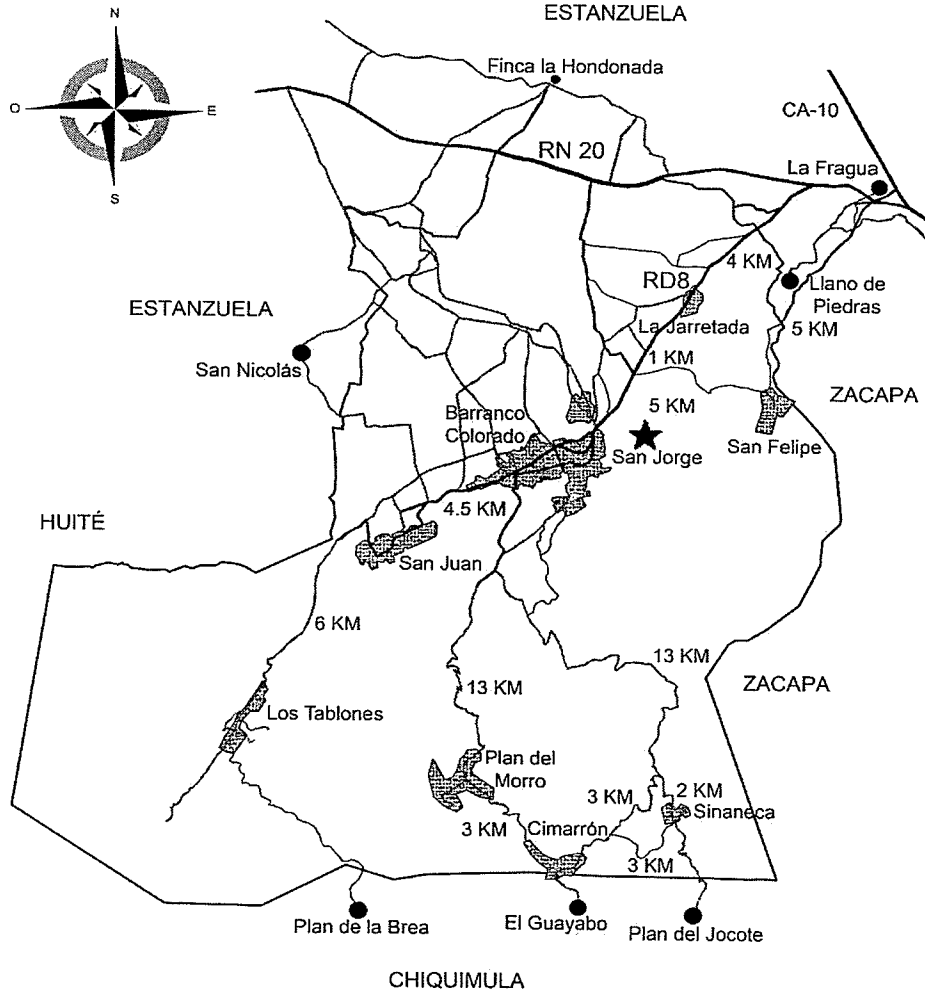 ESTANZUELA
N
Finca la Hondonada
O
E
CA-10
RN 20
La Fragua
S
4 KM
RD8
Llano de
Piedras
ESTANZUELA
La Jarretada
5 KM
1 KM
San Nicolás
ZACAPA
5 KM
Barranco
Colorado
San Felipe
San Jorge
4.5 KM
HUITÉ
San Juan
6 KM
13 KM
ZACAPA
13 KM
Los Tablones
Plan del
Morro
2 KM
3 KM
Sinaneca
3 KM
Cimarrón
3 KM
Plan de la Brea
El Guayabo
Plan del Jocote
CHIQUIMULA